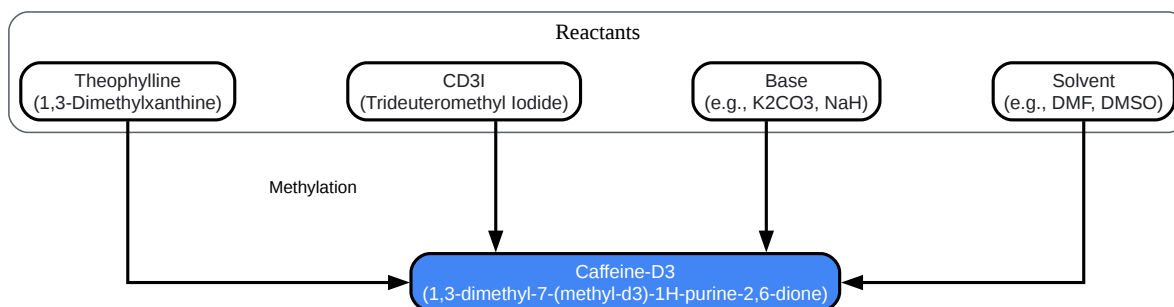 Reactants
Theophylline
(1,3-Dimethylxanthine)
CD3I
(Trideuteromethyl Iodide)
Base
(e.g., K2CO3, NaH)
Solvent
(e.g., DMF, DMSO)
Methylation
Caffeine-D3
(1,3-dimethyl-7-(methyl-d3)-1H-purine-2,6-dione)